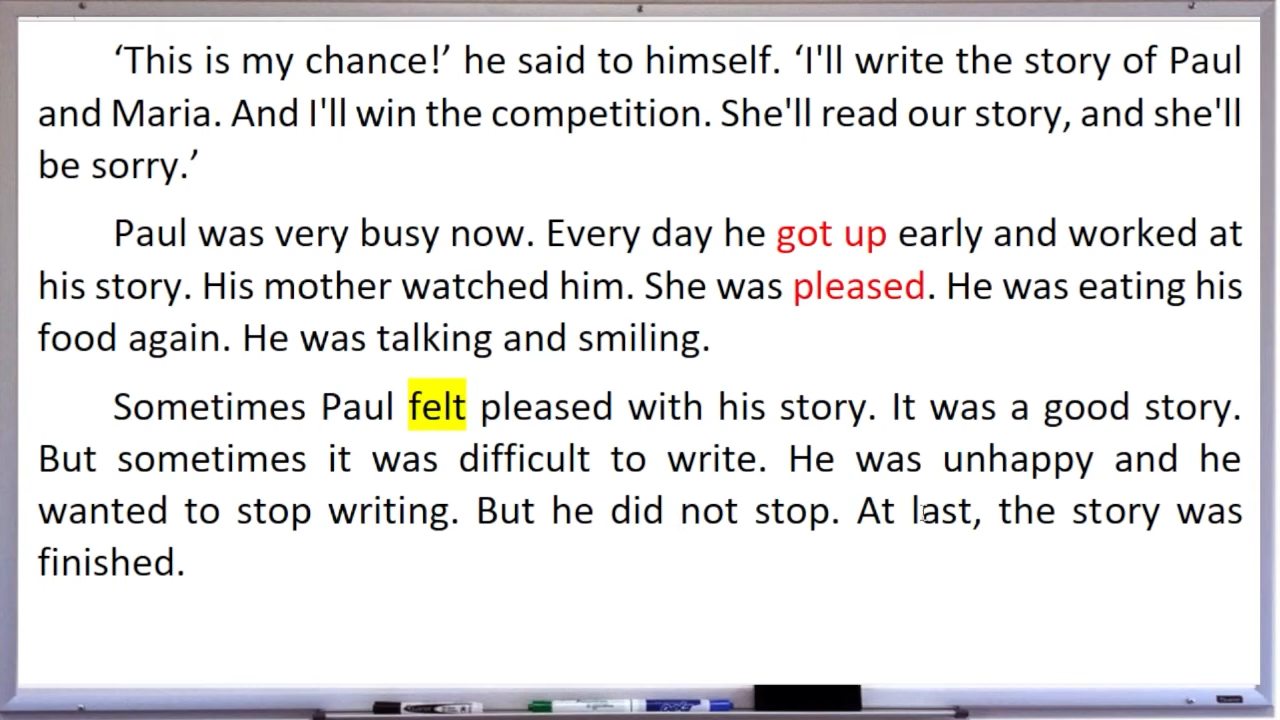 ‘This is my chance!’ he said to himself. ‘I'll write the story of Paul
and Maria. And I'll win the competition. She'll read our story, and she'll
be sorry.’
Paul was very busy now. Every day he got up early and worked at
his story. His mother watched him. She was pleased. He was eating his
food again. He was talking and smiling.
Sometimes Paul felt pleased with his story. It was a good story.
But sometimes it was difficult to write. He was unhappy and he
wanted to stop writing. But he did not stop. At last, the story was
finished.